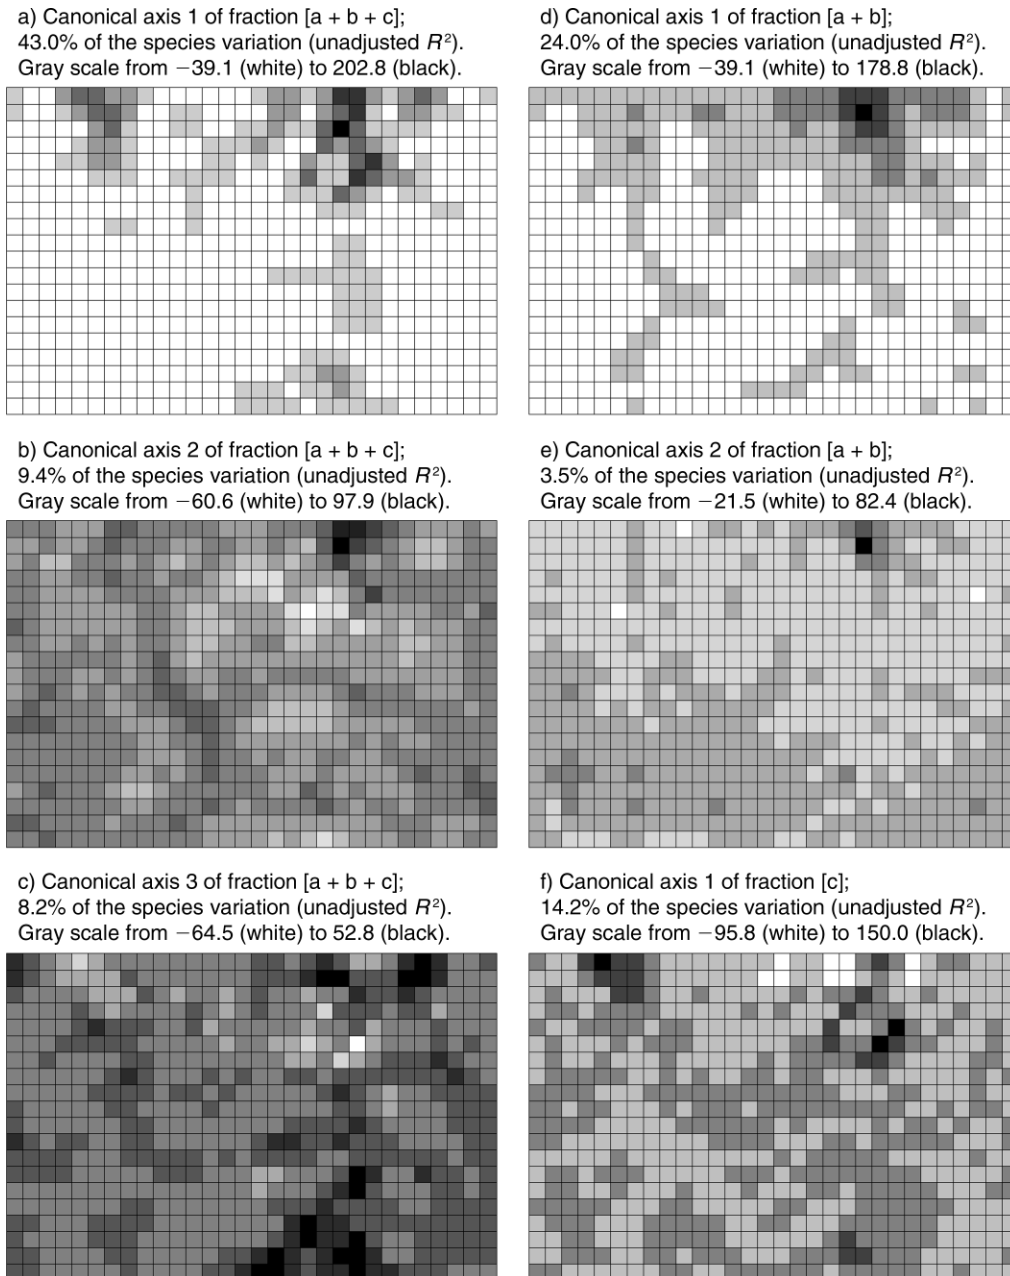 a) Canonical axis 1 of fraction [a + b + c];
43.0% of the species variation (unadjusted R²).
Gray scale from −39.1 (white) to 202.8 (black).
d) Canonical axis 1 of fraction [a + b];
24.0% of the species variation (unadjusted R²).
Gray scale from −39.1 (white) to 178.8 (black).
b) Canonical axis 2 of fraction [a + b + c];
9.4% of the species variation (unadjusted R²).
Gray scale from −60.6 (white) to 97.9 (black).
e) Canonical axis 2 of fraction [a + b];
3.5% of the species variation (unadjusted R²).
Gray scale from −21.5 (white) to 82.4 (black).
c) Canonical axis 3 of fraction [a + b + c];
8.2% of the species variation (unadjusted R²).
Gray scale from −64.5 (white) to 52.8 (black).
f) Canonical axis 1 of fraction [c];
14.2% of the species variation (unadjusted R²).
Gray scale from −95.8 (white) to 150.0 (black).